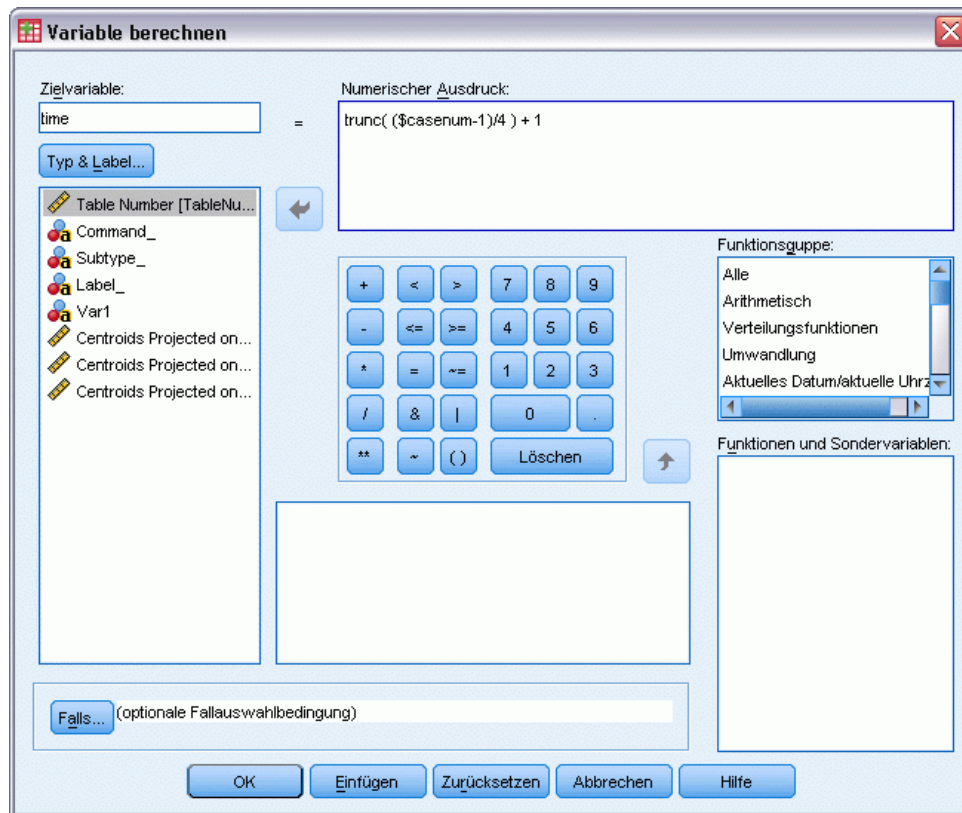 Variable berechnen
Zielvariable:
time
=
Numerischer Ausdruck:
trunc( ($casenum-1)/4 ) + 1
Typ & Label...
Table Number [TableNu...
Command_
Subtype_
Label_
Var1
Centroids Projected on...
Centroids Projected on...
Centroids Projected on...
+ < > 7 8 9
- <= >= 4 5 6
* = ~= 1 2 3
/ & | 0 .
** ~ ( ) Löschen
Funktionsgruppe:
Alle
Arithmetisch
Verteilungsfunktionen
Umwandlung
Aktuelles Datum/aktuelle Uhrz
Funktionen und Sondervariablen:
Falls... (optionale Fallauswahlbedingung)
OK Einfügen Zurücksetzen Abbrechen Hilfe